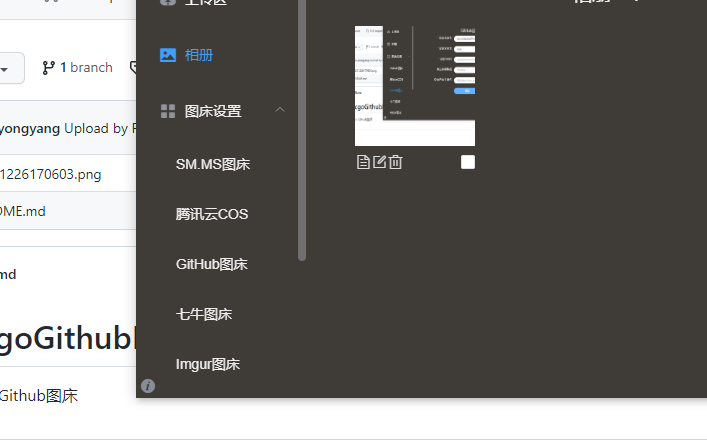 上传区
相册
相册
1 branch
图床设置
yongyang Upload by P
1226170603.png
SM.MS图床
OME.md
腾讯云COS
GitHub图床
md
七牛图床
goGithub
Imgur图床
Github图床